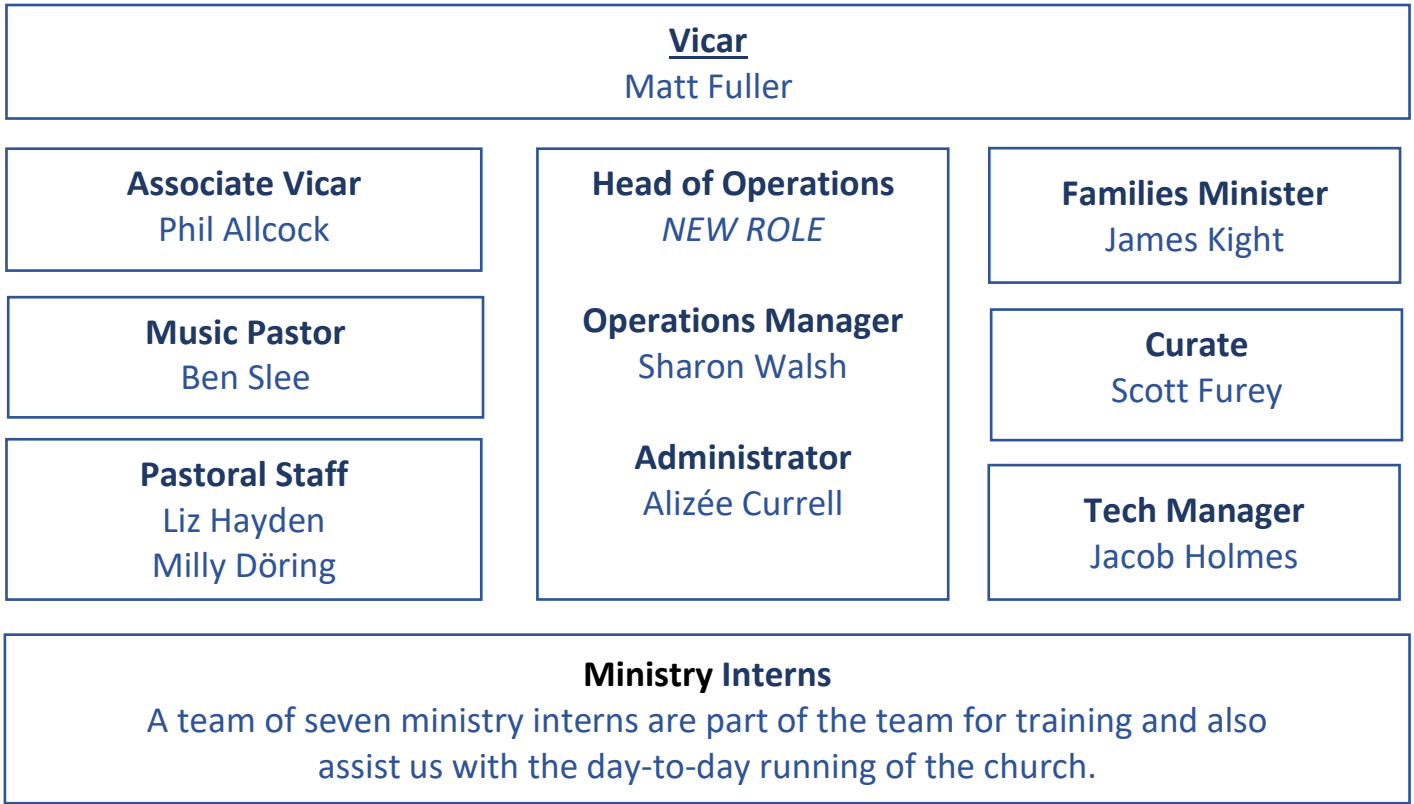 Vicar
Matt Fuller
Associate Vicar
Phil Allcock
Music Pastor
Ben Slee
Pastoral Staff
Liz Hayden
Milly Döring
Head of Operations
NEW ROLE
Operations Manager
Sharon Walsh
Administrator
Alizée Currell
Families Minister
James Kight
Curate
Scott Furey
Tech Manager
Jacob Holmes
Ministry Interns
A team of seven ministry interns are part of the team for training and also
assist us with the day-to-day running of the church.